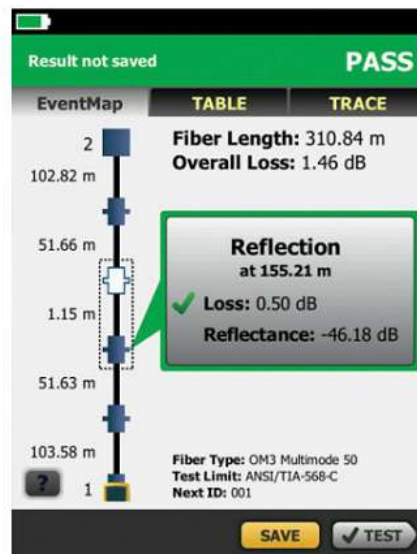 Result not saved PASS
EventMap TABLE TRACE
2
Fiber Length: 310.84 m
Overall Loss: 1.46 dB
102.82 m
51.66 m
Reflection
at 155.21 m
Loss: 0.50 dB
1.15 m
Reflectance: -46.18 dB
51.63 m
103.58 m
Fiber Type: OM3 Multimode 50
Test Limit: ANSI/TIA-568-C
Next ID: 001
? 1
SAVE TEST